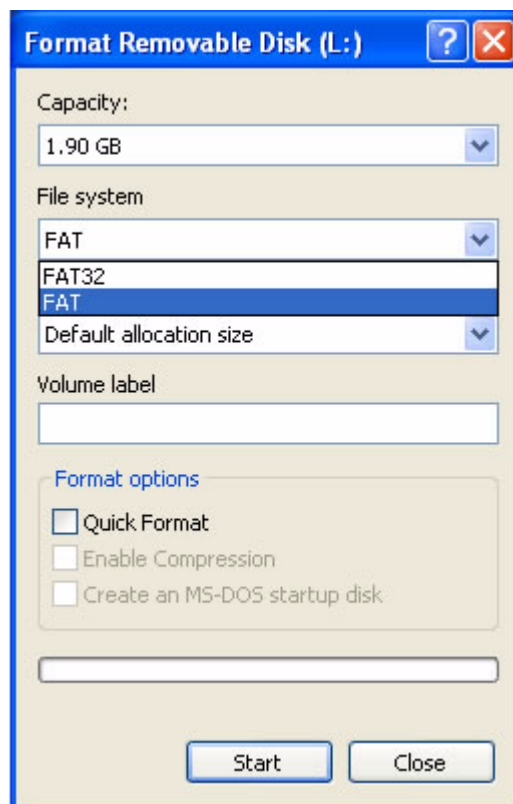 Format Removable Disk (L:)
Capacity:
1.90 GB
File system
FAT
FAT32
FAT
Default allocation size
Volume label
Format options
Quick Format
Enable Compression
Create an MS-DOS startup disk
Start Close